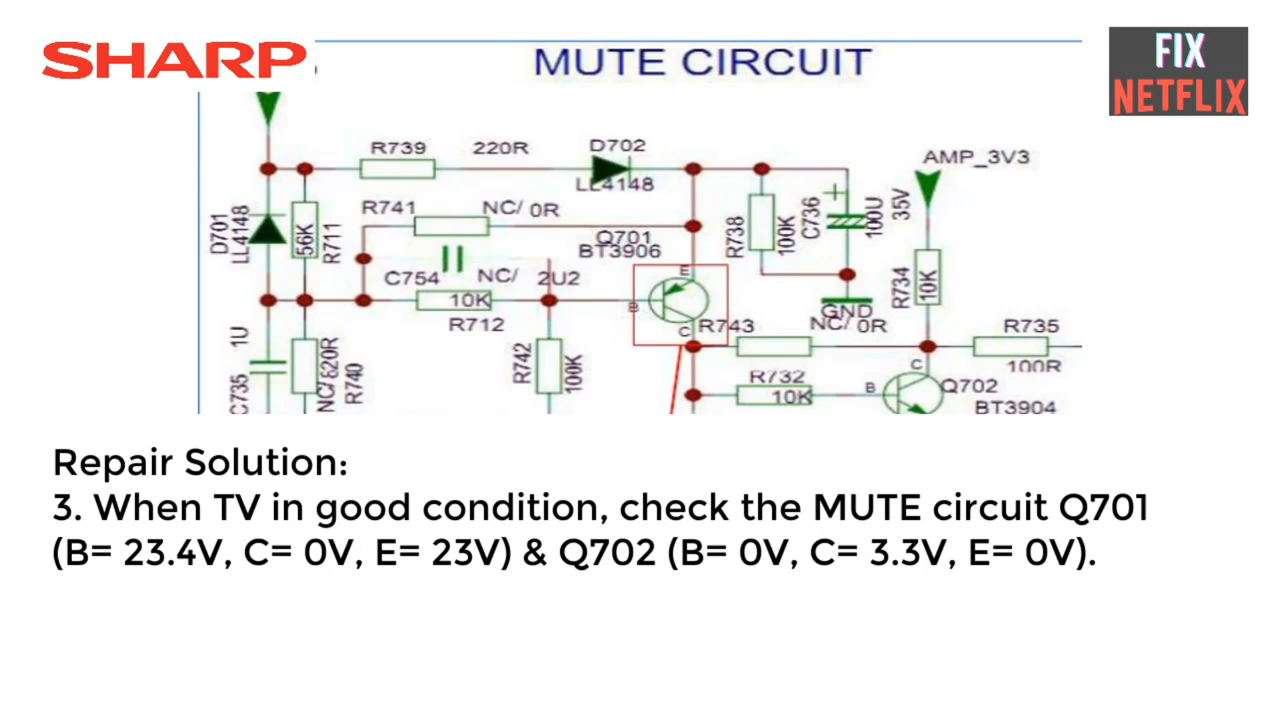 SHARP
MUTE CIRCUIT
FIX
NETFLIX
R739
220R
D702
LL4148
AMP_3V3
D701
LL4148
56K
R711
R741
NC/ 0R
Q701
BT3906
R738
100K
C736
100U
35V
C754
NC/
2U2
E
B
C
10K
R712
GND
R734
10K
R743
NC/ 0R
R735
100R
1U
C735
NC/620R
R740
R742
100K
R732
10K
B
C
Q702
BT3904
Repair Solution:
3. When TV in good condition, check the MUTE circuit Q701
(B= 23.4V, C= 0V, E= 23V) & Q702 (B= 0V, C= 3.3V, E= 0V).